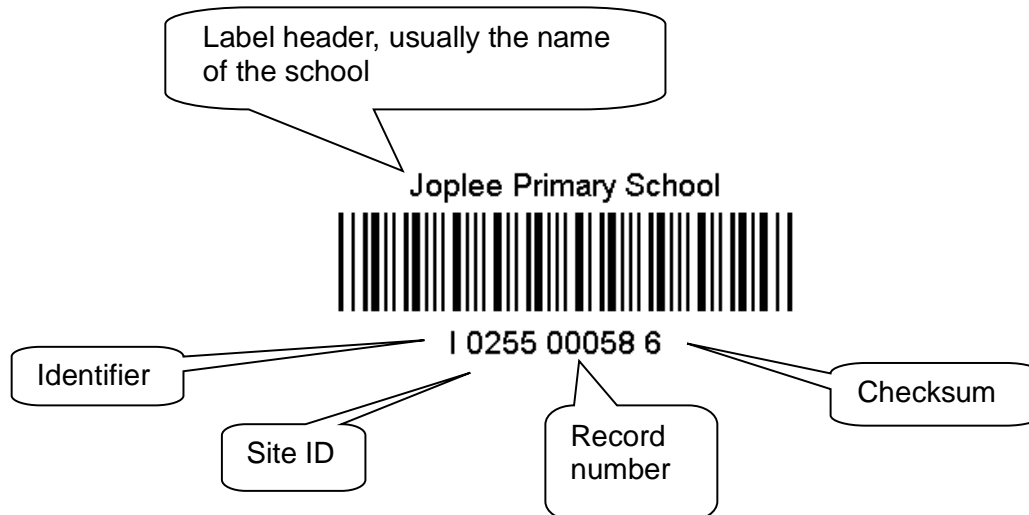 Label header, usually the name
of the school
Joplee Primary School
I 0255 00058 6
Identifier
Site ID
Record
number
Checksum